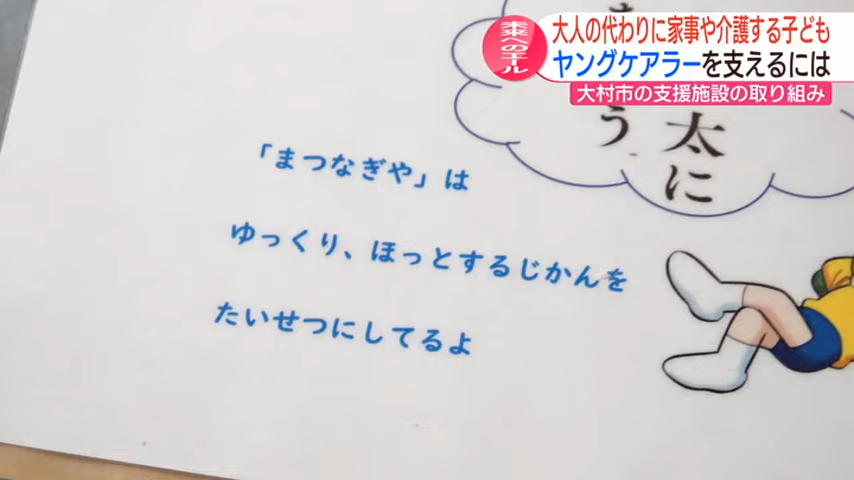 未来へのエール
大人の代わりに家事や介護する子ども
ヤングケアラーを支えるには
大村市の支援施設の取り組み
太に
う
「まつなぎや」は
ゆっくり、ほっとするじかんを
たいせつにしてるよ